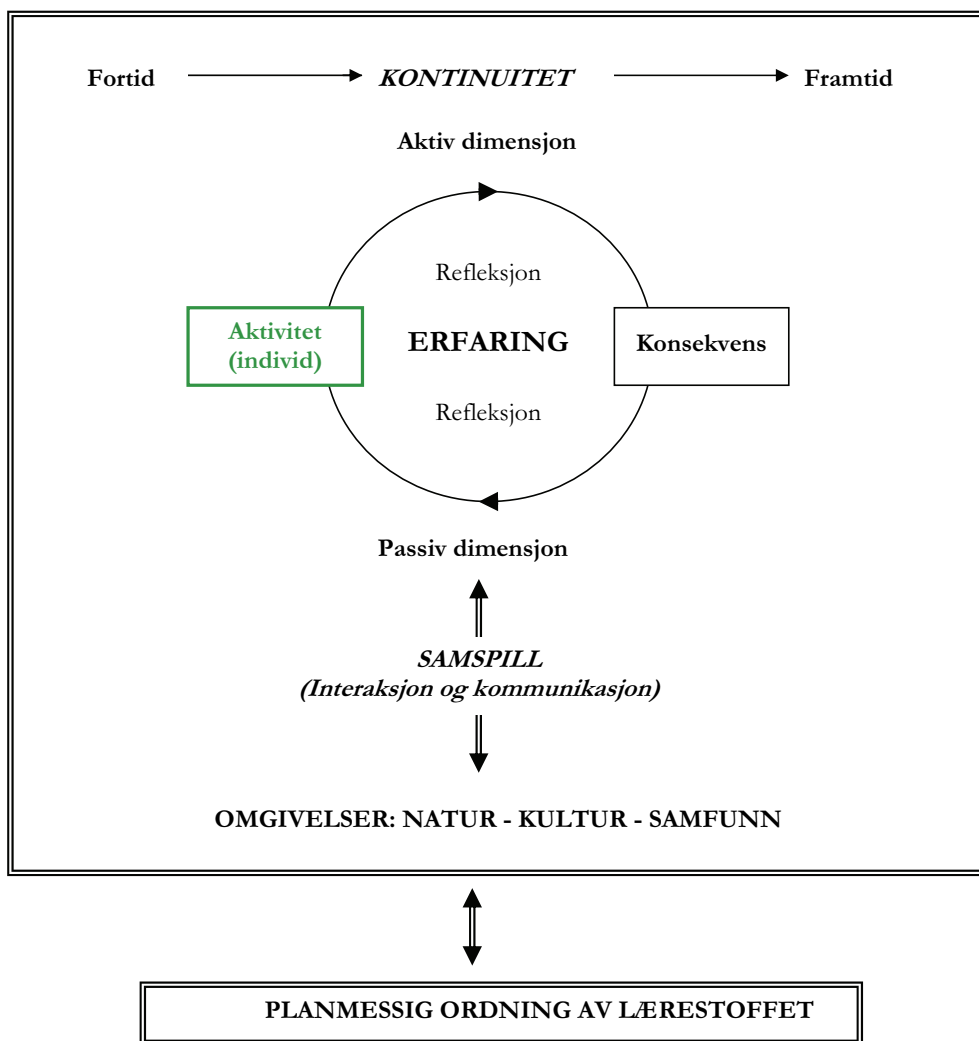 Fortid KONTINUITET Framtid
Aktiv dimensjon
Refleksjon
Aktivitet
(individ)
ERFARING
Konsekvens
Refleksjon
Passiv dimensjon
SAMSPILL
(Interaksjon og kommunikasjon)
OMGIVELSER: NATUR - KULTUR - SAMFUNN
PLANMESSIG ORDNING AV LÆRESTOFFET